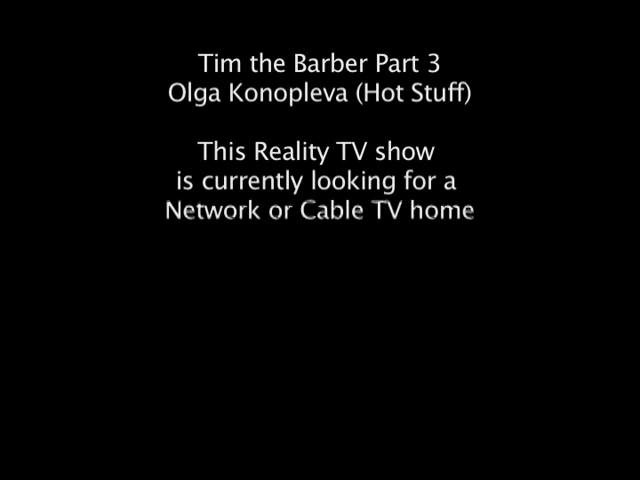 Tim the Barber Part 3
Olga Konopleva (Hot Stuff)
This Reality TV show
is currently looking for a
Network or Cable TV home